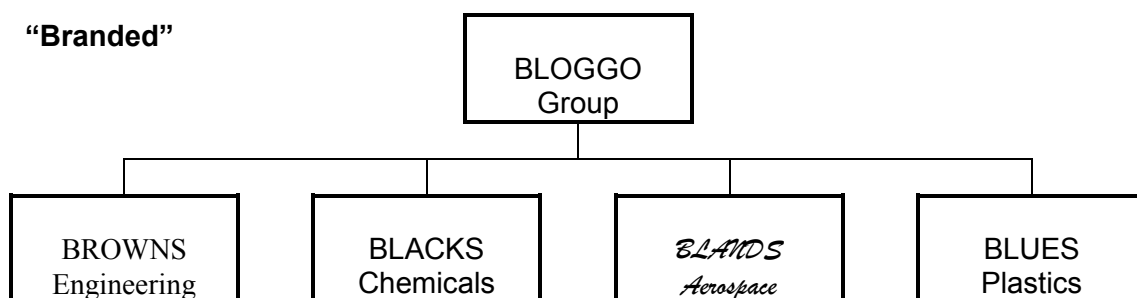 “Branded”
BLOGGO
Group
BROWNS
Engineering
BLACKS
Chemicals
BLANDS
Aerospace
BLUES
Plastics